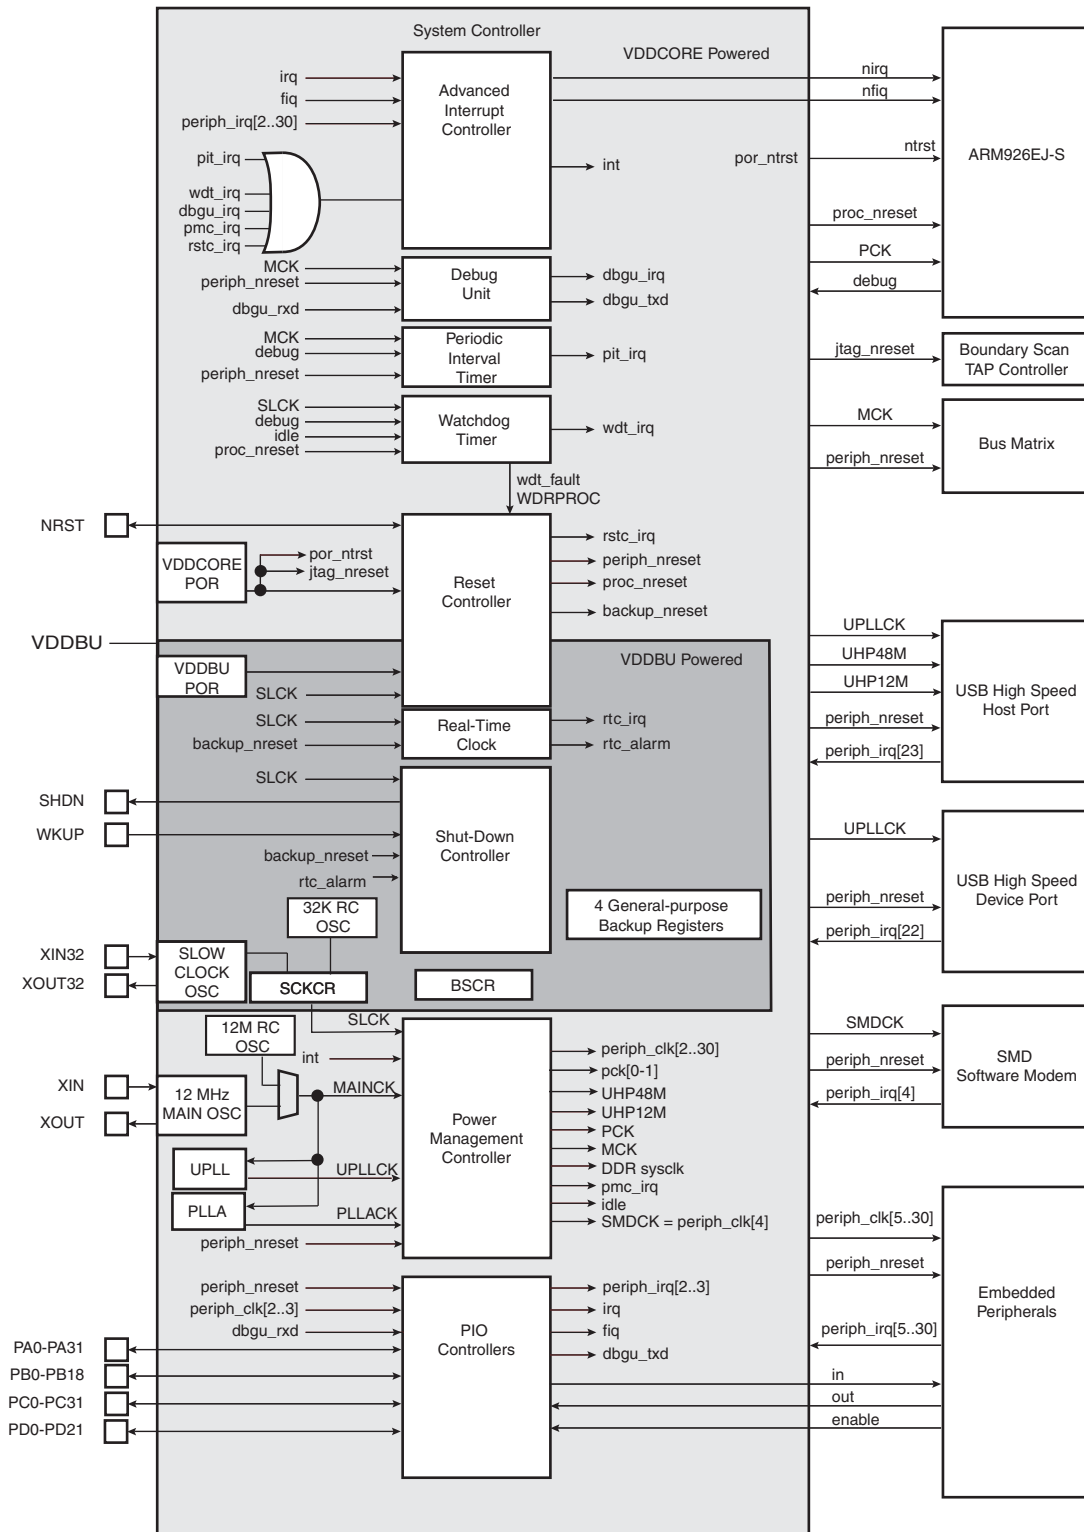 System Controller
VDDCORE Powered
irq
fiq
periph_irq[2..30]
pit_irq
wdt_irq
dbgu_irq
pmc_irq
rstc_irq
Advanced
Interrupt
Controller
int
nirq
nfiq
por_ntrst
ntrst
proc_nreset
PCK
debug
ARM926EJ-S
MCK
periph_nreset
dbgu_rxd
Debug
Unit
dbgu_irq
dbgu_txd
MCK
debug
periph_nreset
Periodic
Interval
Timer
pit_irq
jtag_nreset
Boundary Scan
TAP Controller
SLCK
debug
idle
proc_nreset
Watchdog
Timer
wdt_irq
MCK
periph_nreset
Bus Matrix
wdt_fault
WDRPROC
NRST
VDDCORE
POR
por_ntrst
jtag_nreset
Reset
Controller
rstc_irq
periph_nreset
proc_nreset
backup_nreset
VDDBU
VDDBU Powered
VDDBU
POR
SLCK
UPLLCK
UHP48M
UHP12M
periph_nreset
periph_irq[23]
USB High Speed
Host Port
SLCK
backup_nreset
Real-Time
Clock
rtc_irq
rtc_alarm
SLCK
SHDN
WKUP
backup_nreset
rtc_alarm
Shut-Down
Controller
4 General-purpose
Backup Registers
UPLLCK
periph_nreset
periph_irq[22]
USB High Speed
Device Port
32K RC
OSC
XIN32
XOUT32
SLOW
CLOCK
OSC
SCKCR
BSCR
SLCK
12M RC
OSC
int
XIN
XOUT
12 MHz
MAIN OSC
MAINCK
UPLL
UPLLCK
PLLA
PLLACK
periph_nreset
Power
Management
Controller
periph_clk[2..30]
pck[0-1]
UHP48M
UHP12M
PCK
MCK
DDR sysclk
pmc_irq
idle
SMDCK = periph_clk[4]
SMDCK
periph_nreset
periph_irq[4]
SMD
Software Modem
periph_nreset
periph_clk[2..3]
dbgu_rxd
PA0-PA31
PB0-PB18
PC0-PC31
PD0-PD21
PIO
Controllers
periph_irq[2..3]
irq
fiq
dbgu_txd
periph_clk[5..30]
periph_nreset
periph_irq[5..30]
in
out
enable
Embedded
Peripherals